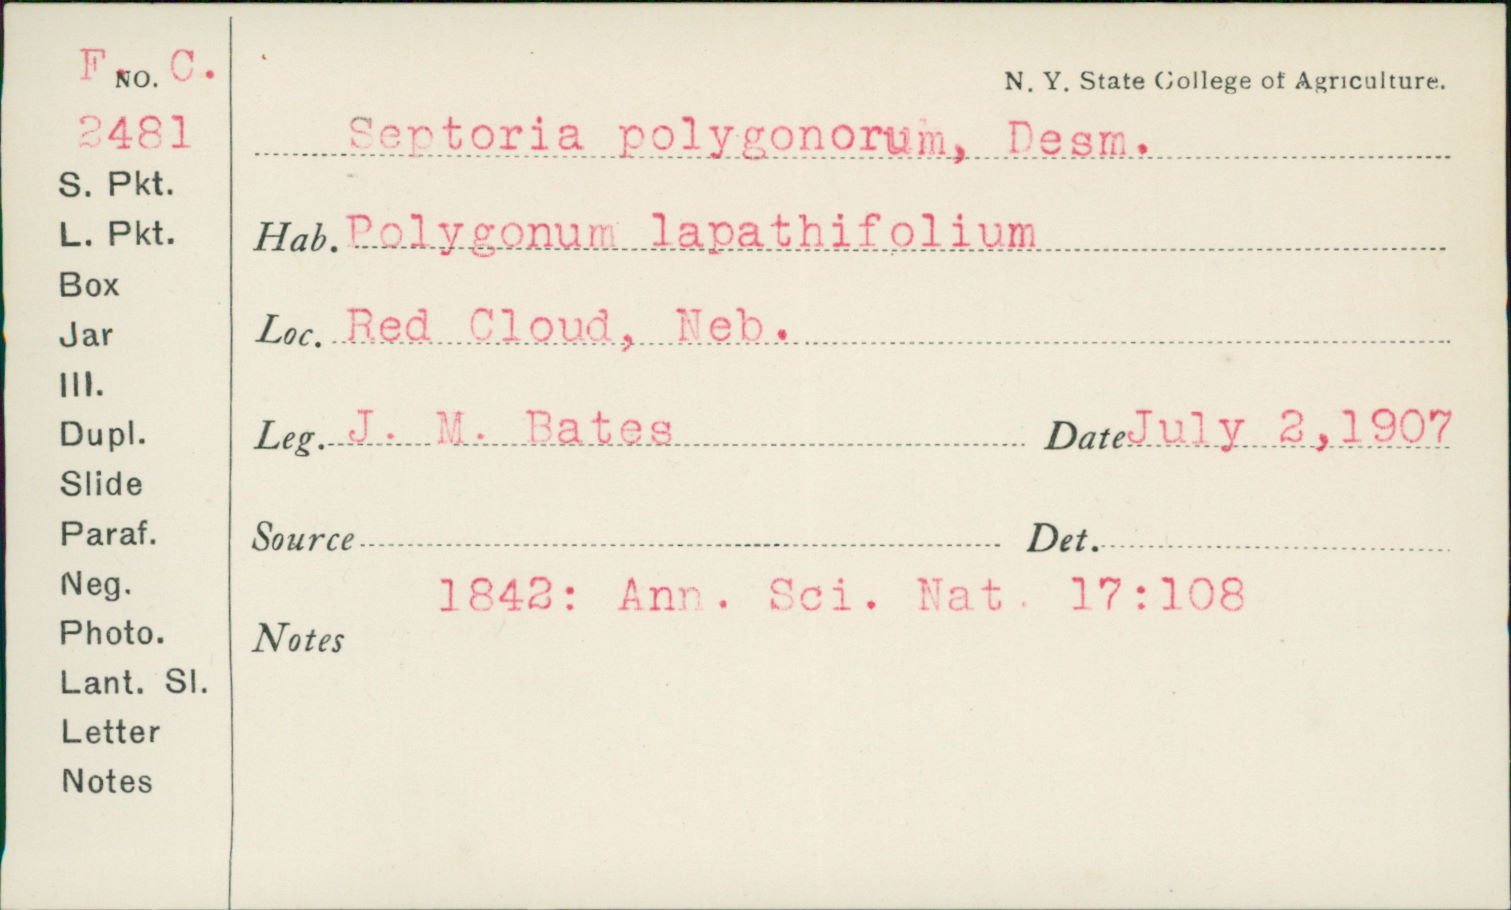 F. C.
NO.
2481
S. Pkt.
L. Pkt.
Box
Jar
Ill.
Dupl.
Slide
Paraf.
Neg.
Photo.
Lant. Sl.
Letter
Notes
N. Y. State College of Agriculture.
Septoria polygonorum, Desm.
Hab. Polygonum lapathifolium
Loc. Red Cloud, Neb.
Leg. J. M. Bates Date July 2,1907
Source Det.
1842: Ann. Sci. Nat. 17:108
Notes